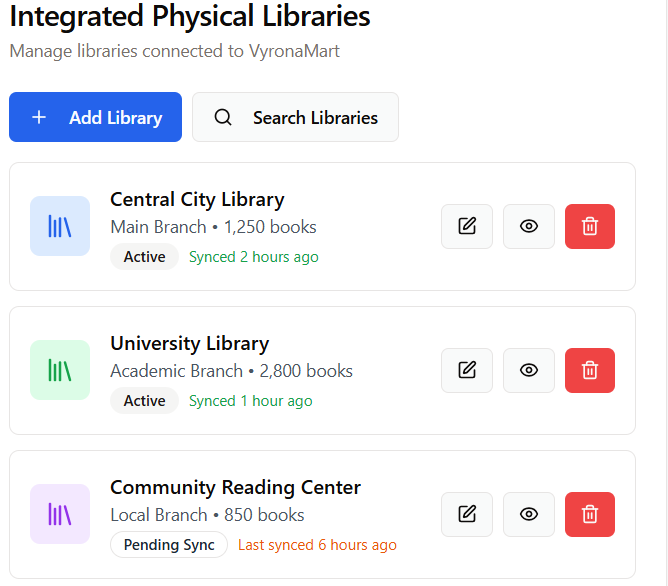 Integrated Physical Libraries
Manage libraries connected to VyronaMart
Add Library
Search Libraries
Central City Library
Main Branch • 1,250 books
Active Synced 2 hours ago
University Library
Academic Branch • 2,800 books
Active Synced 1 hour ago
Community Reading Center
Local Branch • 850 books
Pending Sync Last synced 6 hours ago